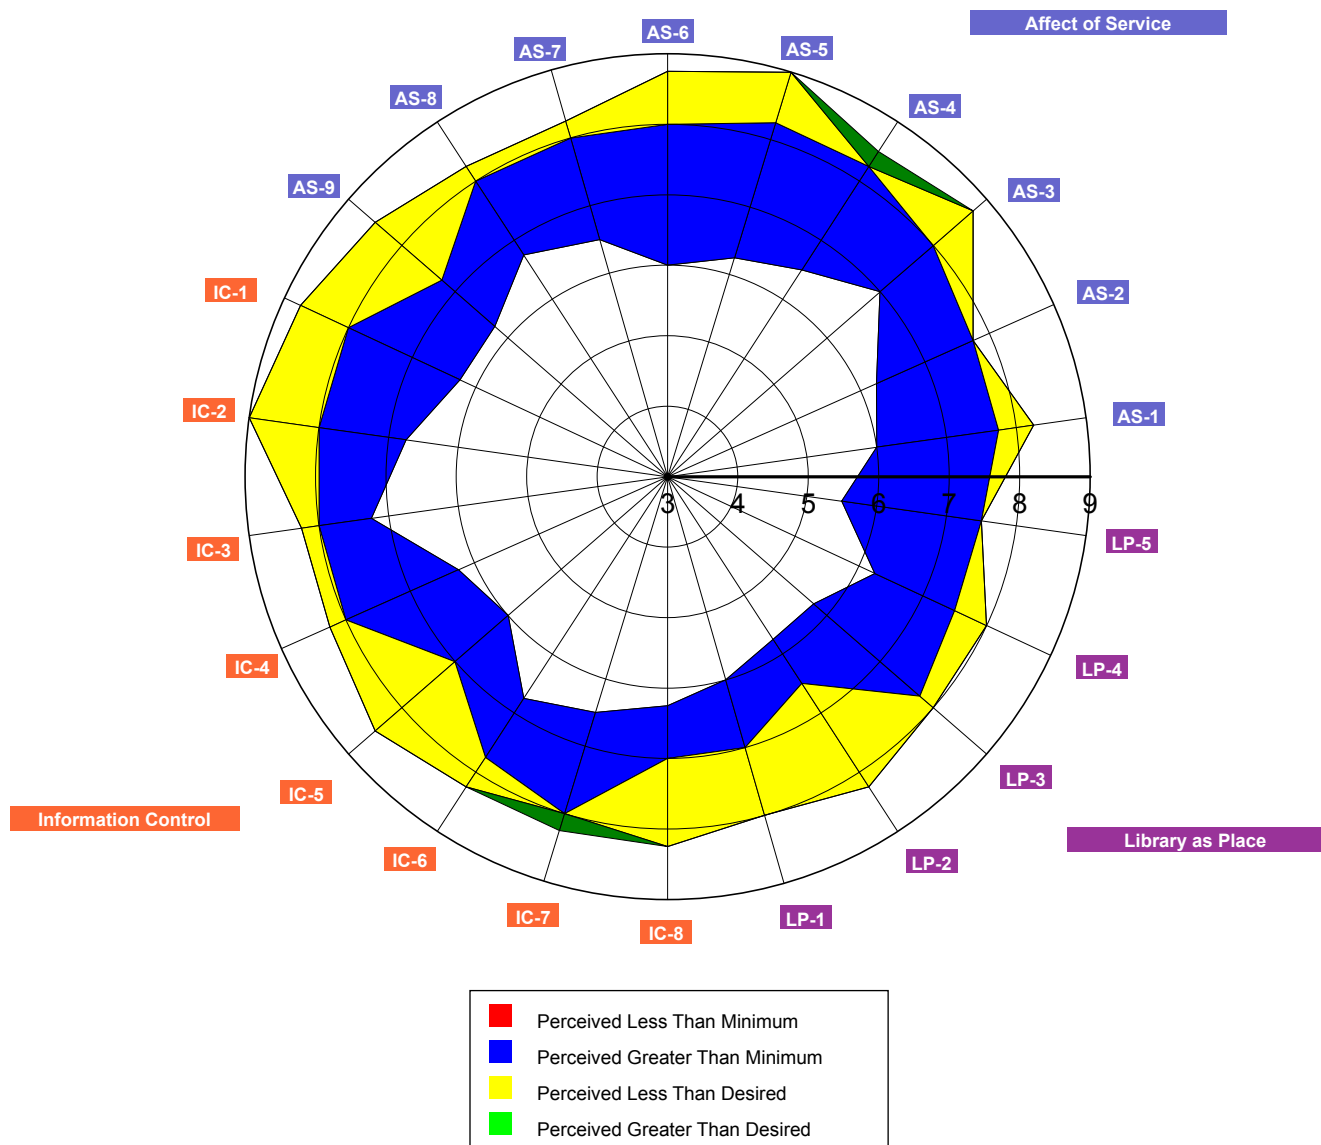 Affect of Service
AS-6
AS-7
AS-5
AS-8
AS-4
AS-9
AS-3
IC-1
AS-2
IC-2
AS-1
3 4 5 6 7 8 9
IC-3
LP-5
IC-4
LP-4
IC-5
LP-3
Information Control
Library as Place
IC-6
LP-2
IC-7
LP-1
IC-8
Perceived Less Than Minimum
Perceived Greater Than Minimum
Perceived Less Than Desired
Perceived Greater Than Desired